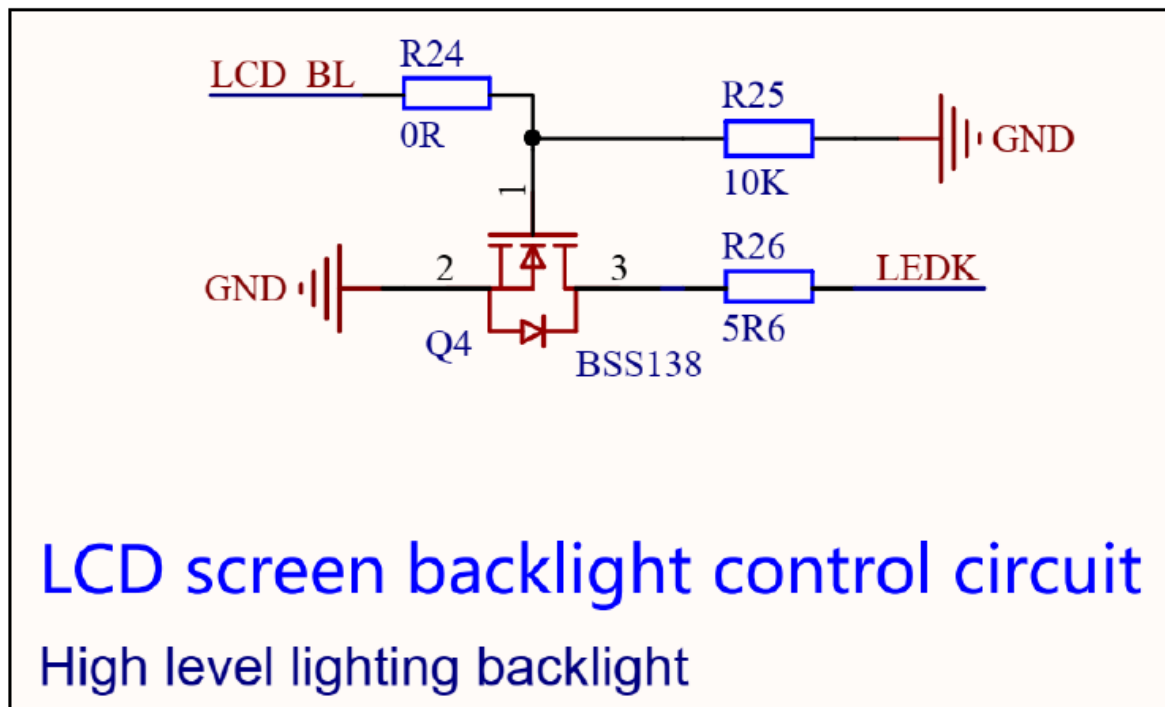 R24
LCD_BL
0R
R25
GND
10K
1
GND
2
3
R26
LEDK
5R6
Q4
BSS138
LCD screen backlight control circuit
High level lighting backlight